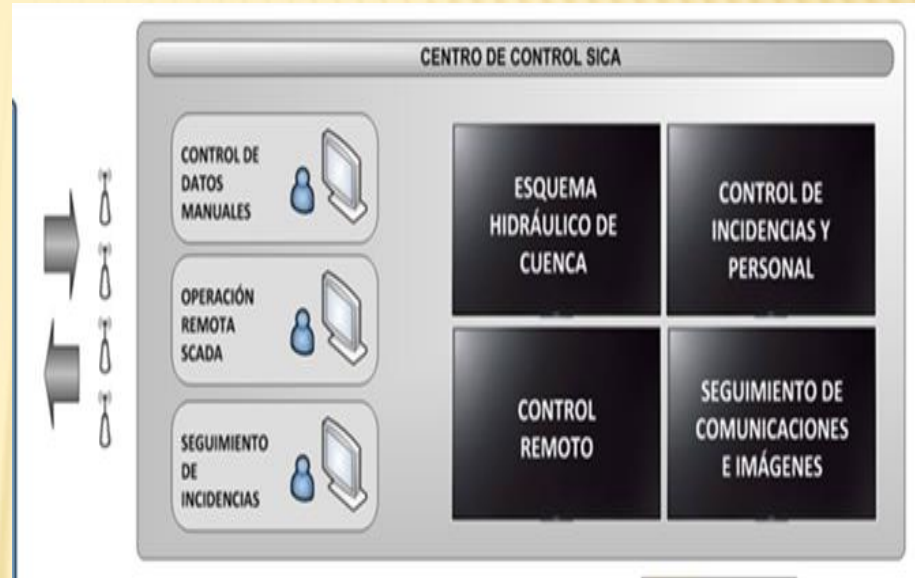 CENTRO DE CONTROL SICA
CONTROL DE
DATOS
MANUALES
OPERACIÓN
REMOTA
SCADA
SEGUIMIENTO
DE
INCIDENCIAS
ESQUEMA
HIDRÁULICO DE
CUENCA
CONTROL DE
INCIDENCIAS Y
PERSONAL
CONTROL
REMOTO
SEGUIMIENTO DE
COMUNICACIONES
E IMÁGENES